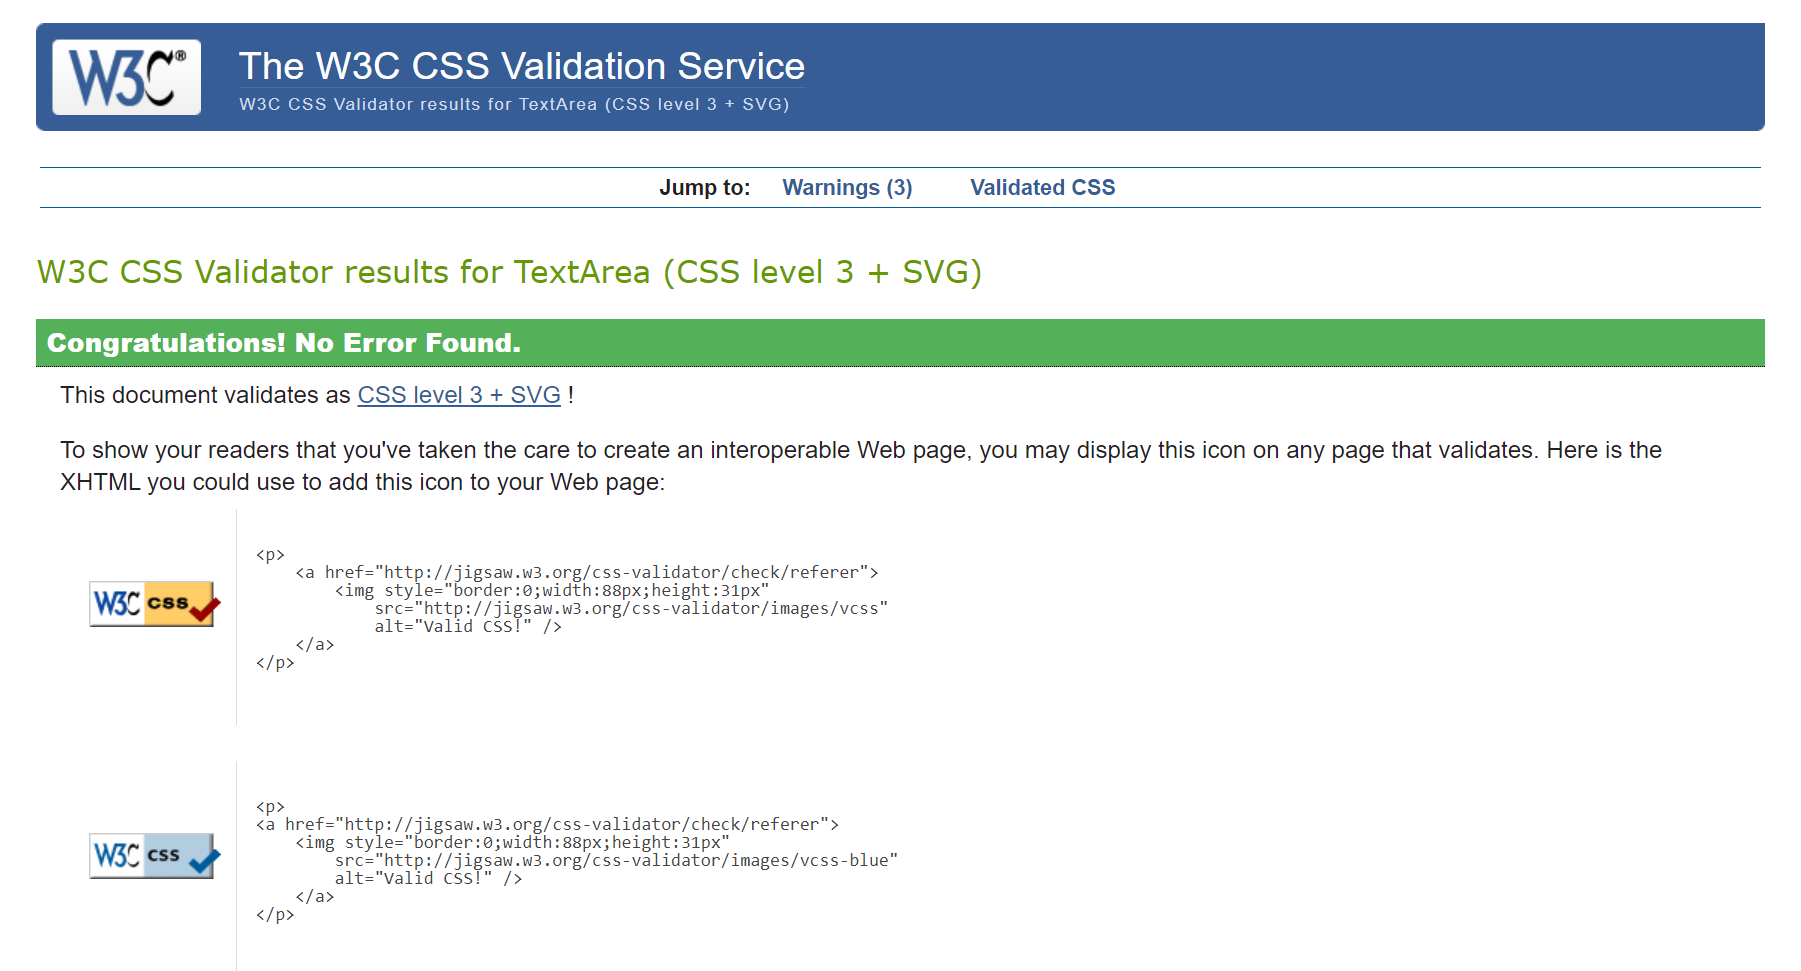 W3C®
The W3C CSS Validation Service
W3C CSS Validator results for TextArea (CSS level 3 + SVG)
Jump to: Warnings (3) Validated CSS
W3C CSS Validator results for TextArea (CSS level 3 + SVG)
Congratulations! No Error Found.
This document validates as CSS level 3 + SVG !
To show your readers that you've taken the care to create an interoperable Web page, you may display this icon on any page that validates. Here is the
XHTML you could use to add this icon to your Web page:
W3C css
<p>
<a href="http://jigsaw.w3.org/css-validator/check/referer">
<img style="border:0;width:88px;height:31px"
src="http://jigsaw.w3.org/css-validator/images/vcss"
alt="Valid CSS!" />
</a>
</p>
W3C css
<p>
<a href="http://jigsaw.w3.org/css-validator/check/referer">
<img style="border:0;width:88px;height:31px"
src="http://jigsaw.w3.org/css-validator/images/vcss-blue"
alt="Valid CSS!" />
</a>
</p>